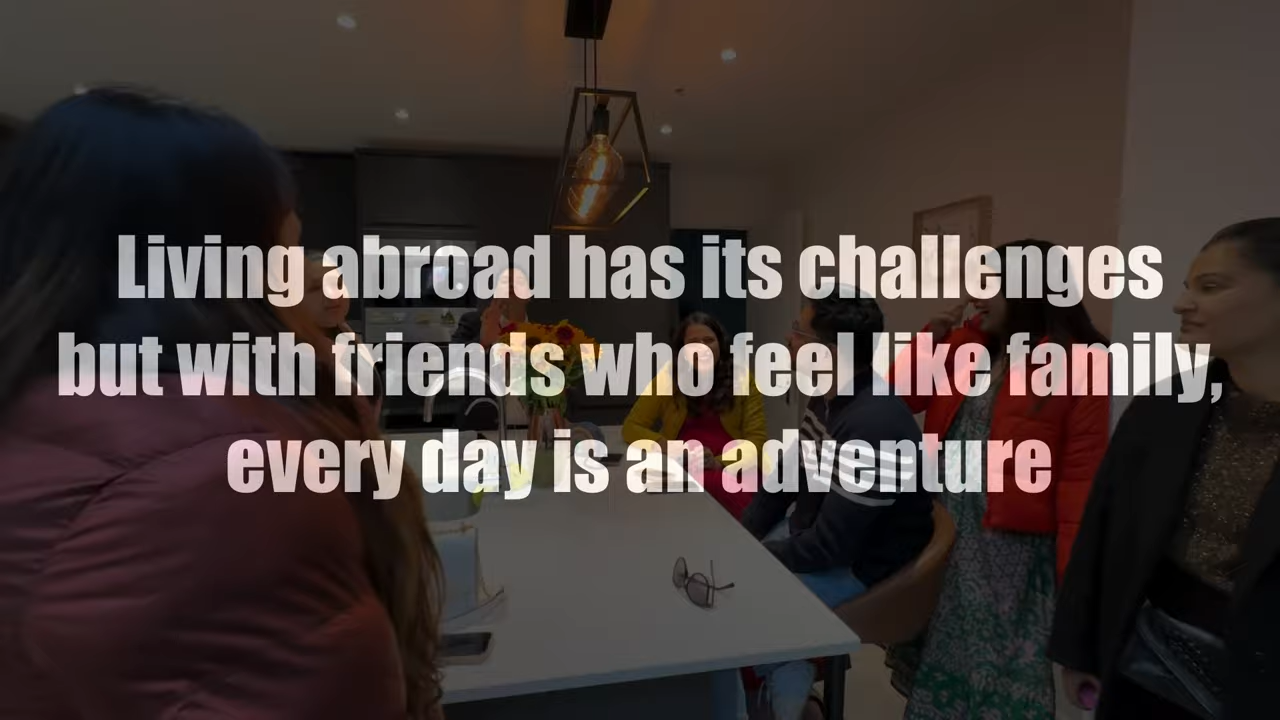 Living abroad has its challenges
but with friends who feel like family,
every day is an adventure